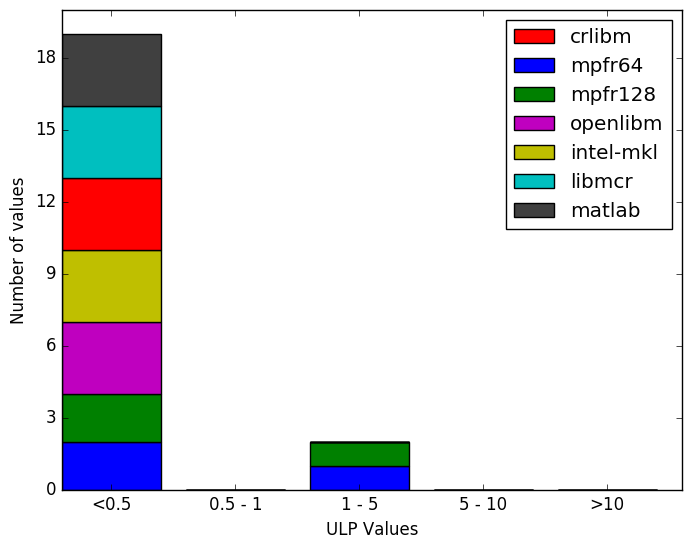 crlibm
mpfr64
mpfr128
openlibm
intel-mkl
libmcr
matlab
Number of values
18
15
12
9
6
3
0
<0.5
0.5 - 1
1 - 5
5 - 10
>10
ULP Values